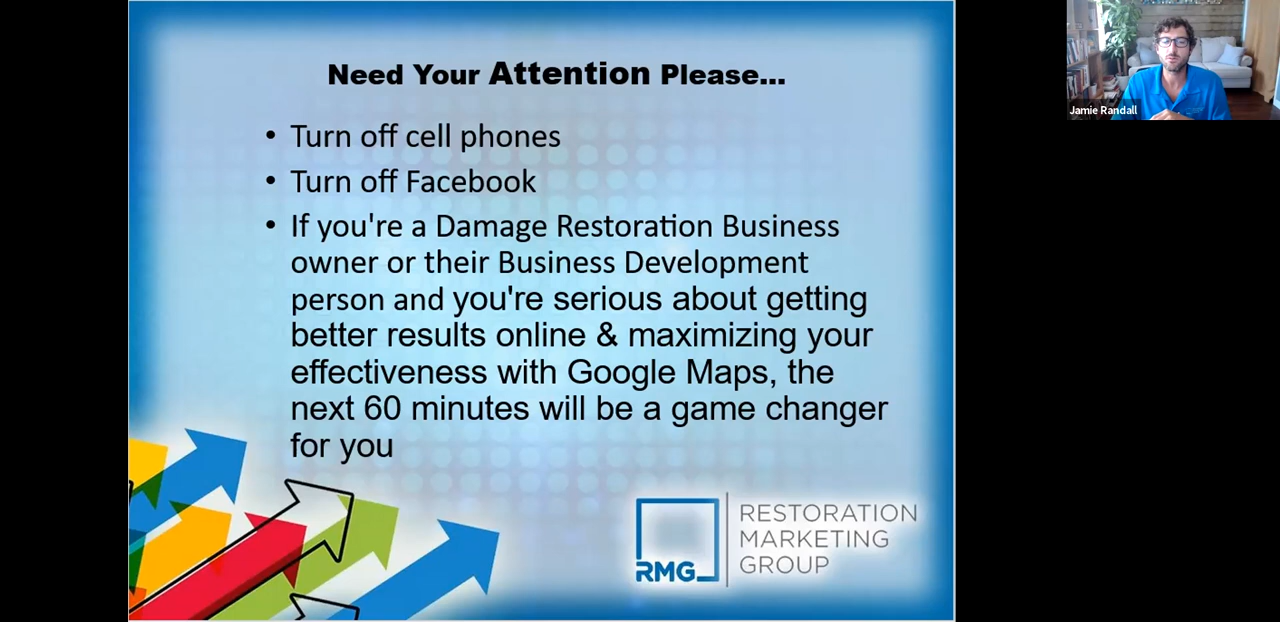 Need Your Attention Please...
• Turn off cell phones
• Turn off Facebook
• If you're a Damage Restoration Business
owner or their Business Development
person and you're serious about getting
better results online & maximizing your
effectiveness with Google Maps, the
next 60 minutes will be a game changer
for you
RMG
RESTORATION
MARKETING
GROUP
Jamie Randall